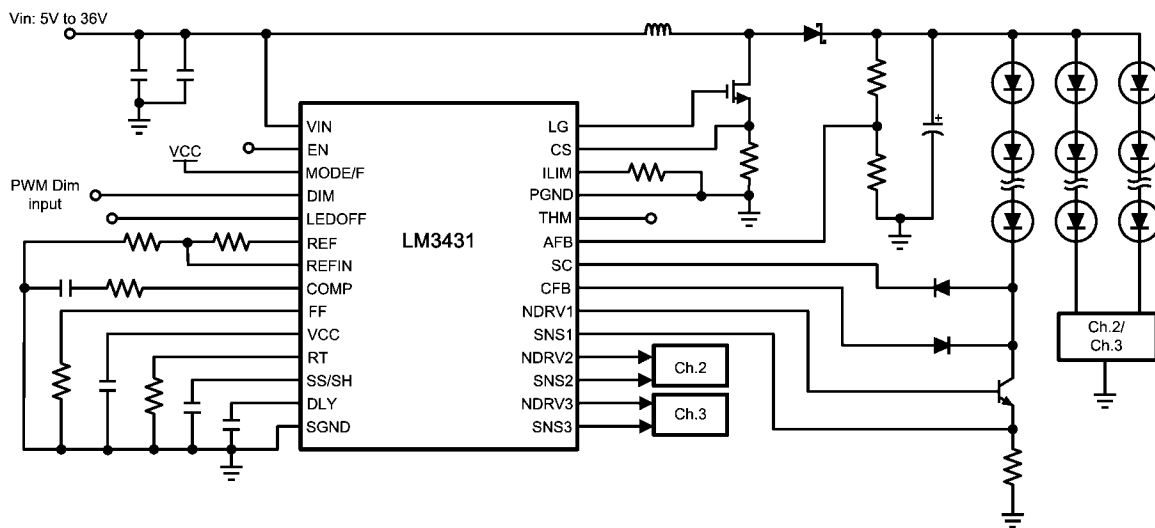 Vin: 5V to 36V
VCC
PWM Dim
input
LM3431
VIN
EN
MODE/F
DIM
LEDOFF
REF
REFIN
COMP
FF
VCC
RT
SS/SH
DLY
SGND
LG
CS
ILIM
PGND
THM
AFB
SC
CFB
NDRV1
SNS1
NDRV2
SNS2
NDRV3
SNS3
Ch.2
Ch.3
+
Ch.2/
Ch.3